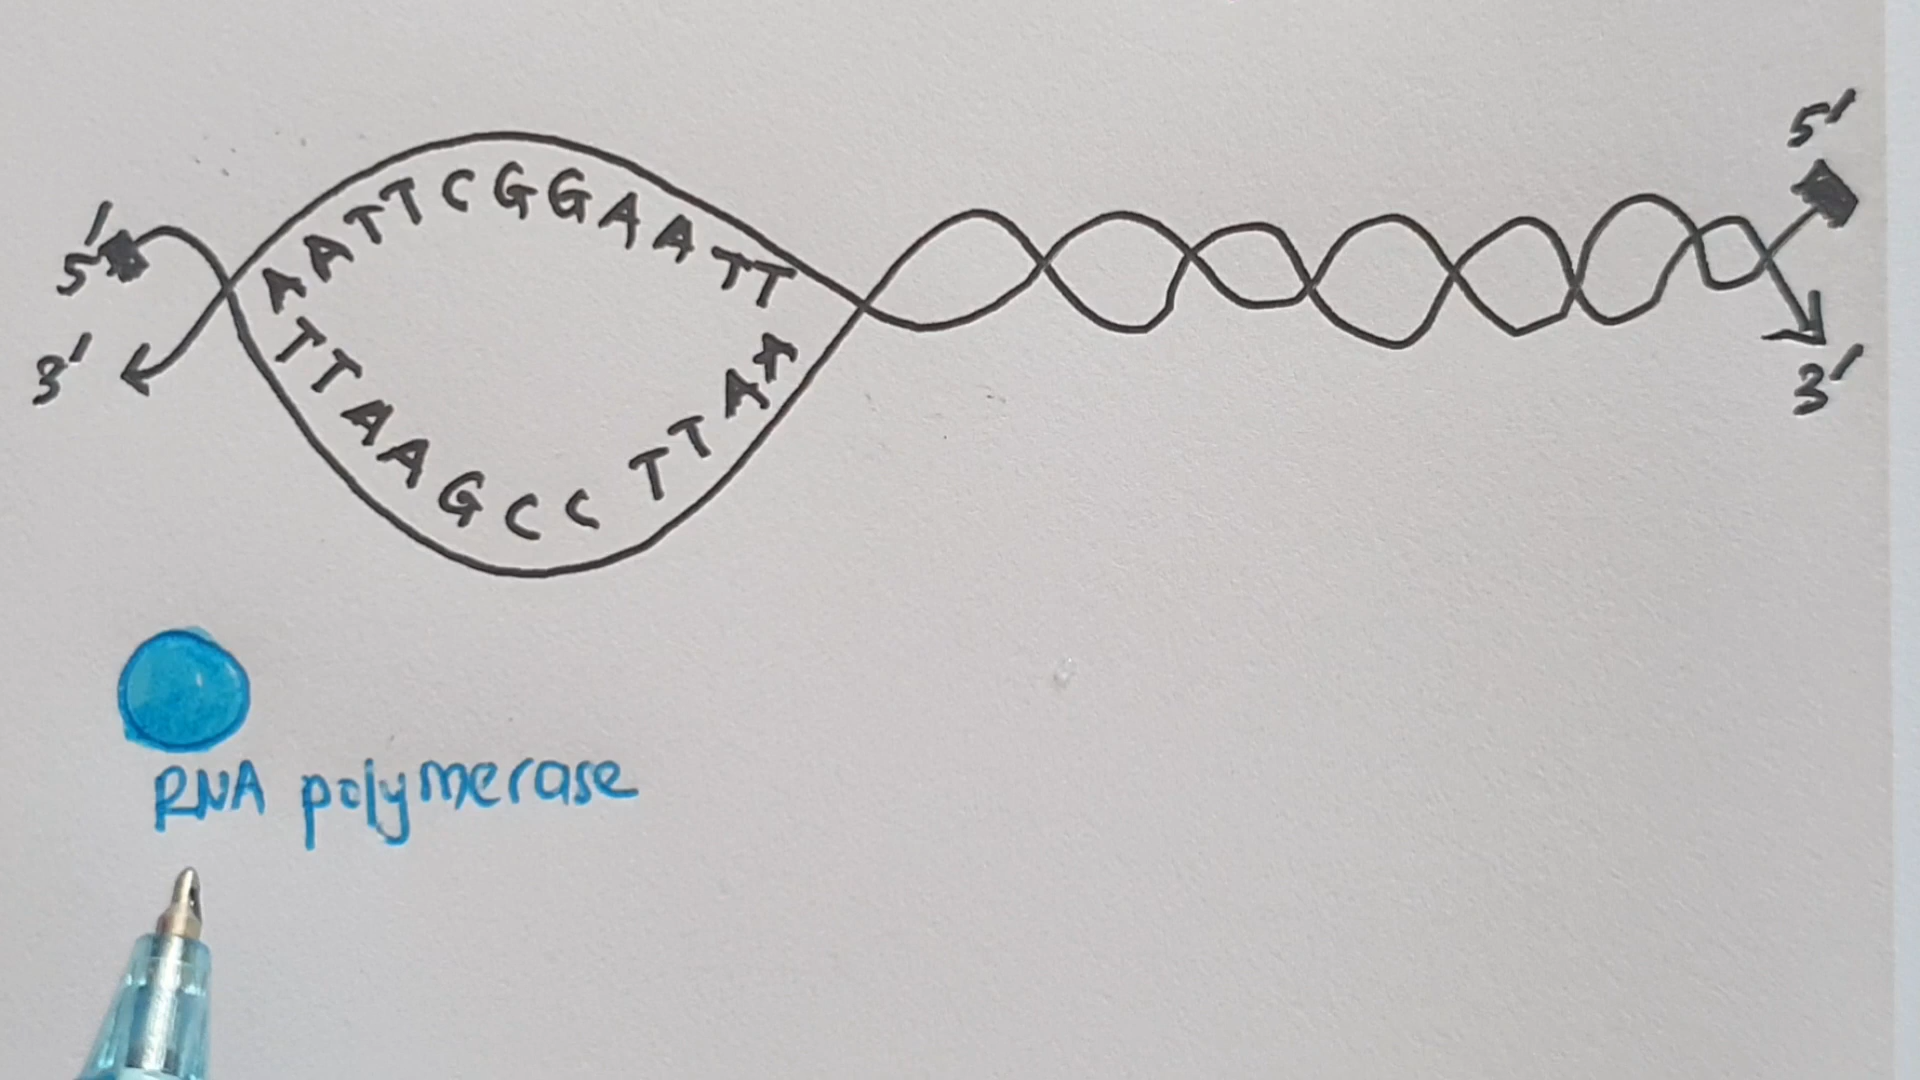 5'
5'
AATTCGGAATT
TTAAGCCTTAA
3'
3'
RNA polymerase